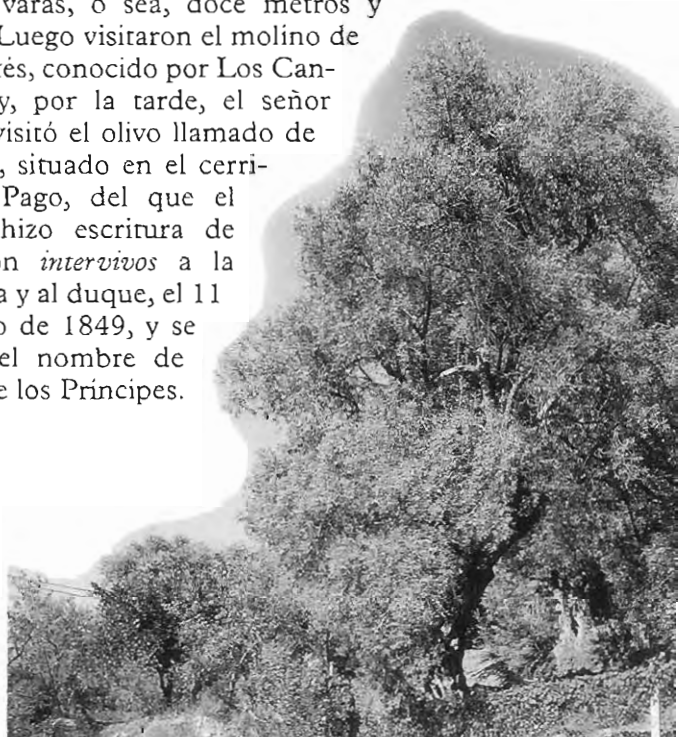 varas, o sea, doce metros y
Luego visitaron el molino de
és, conocido por Los Can-
y, por la tarde, el señor
visitó el olivo llamado de
, situado en el cerri-
Pago, del que el
hizo escritura de
n intervivos a la
a y al duque, el 11
o de 1849, y se
el nombre de
e los Príncipes.